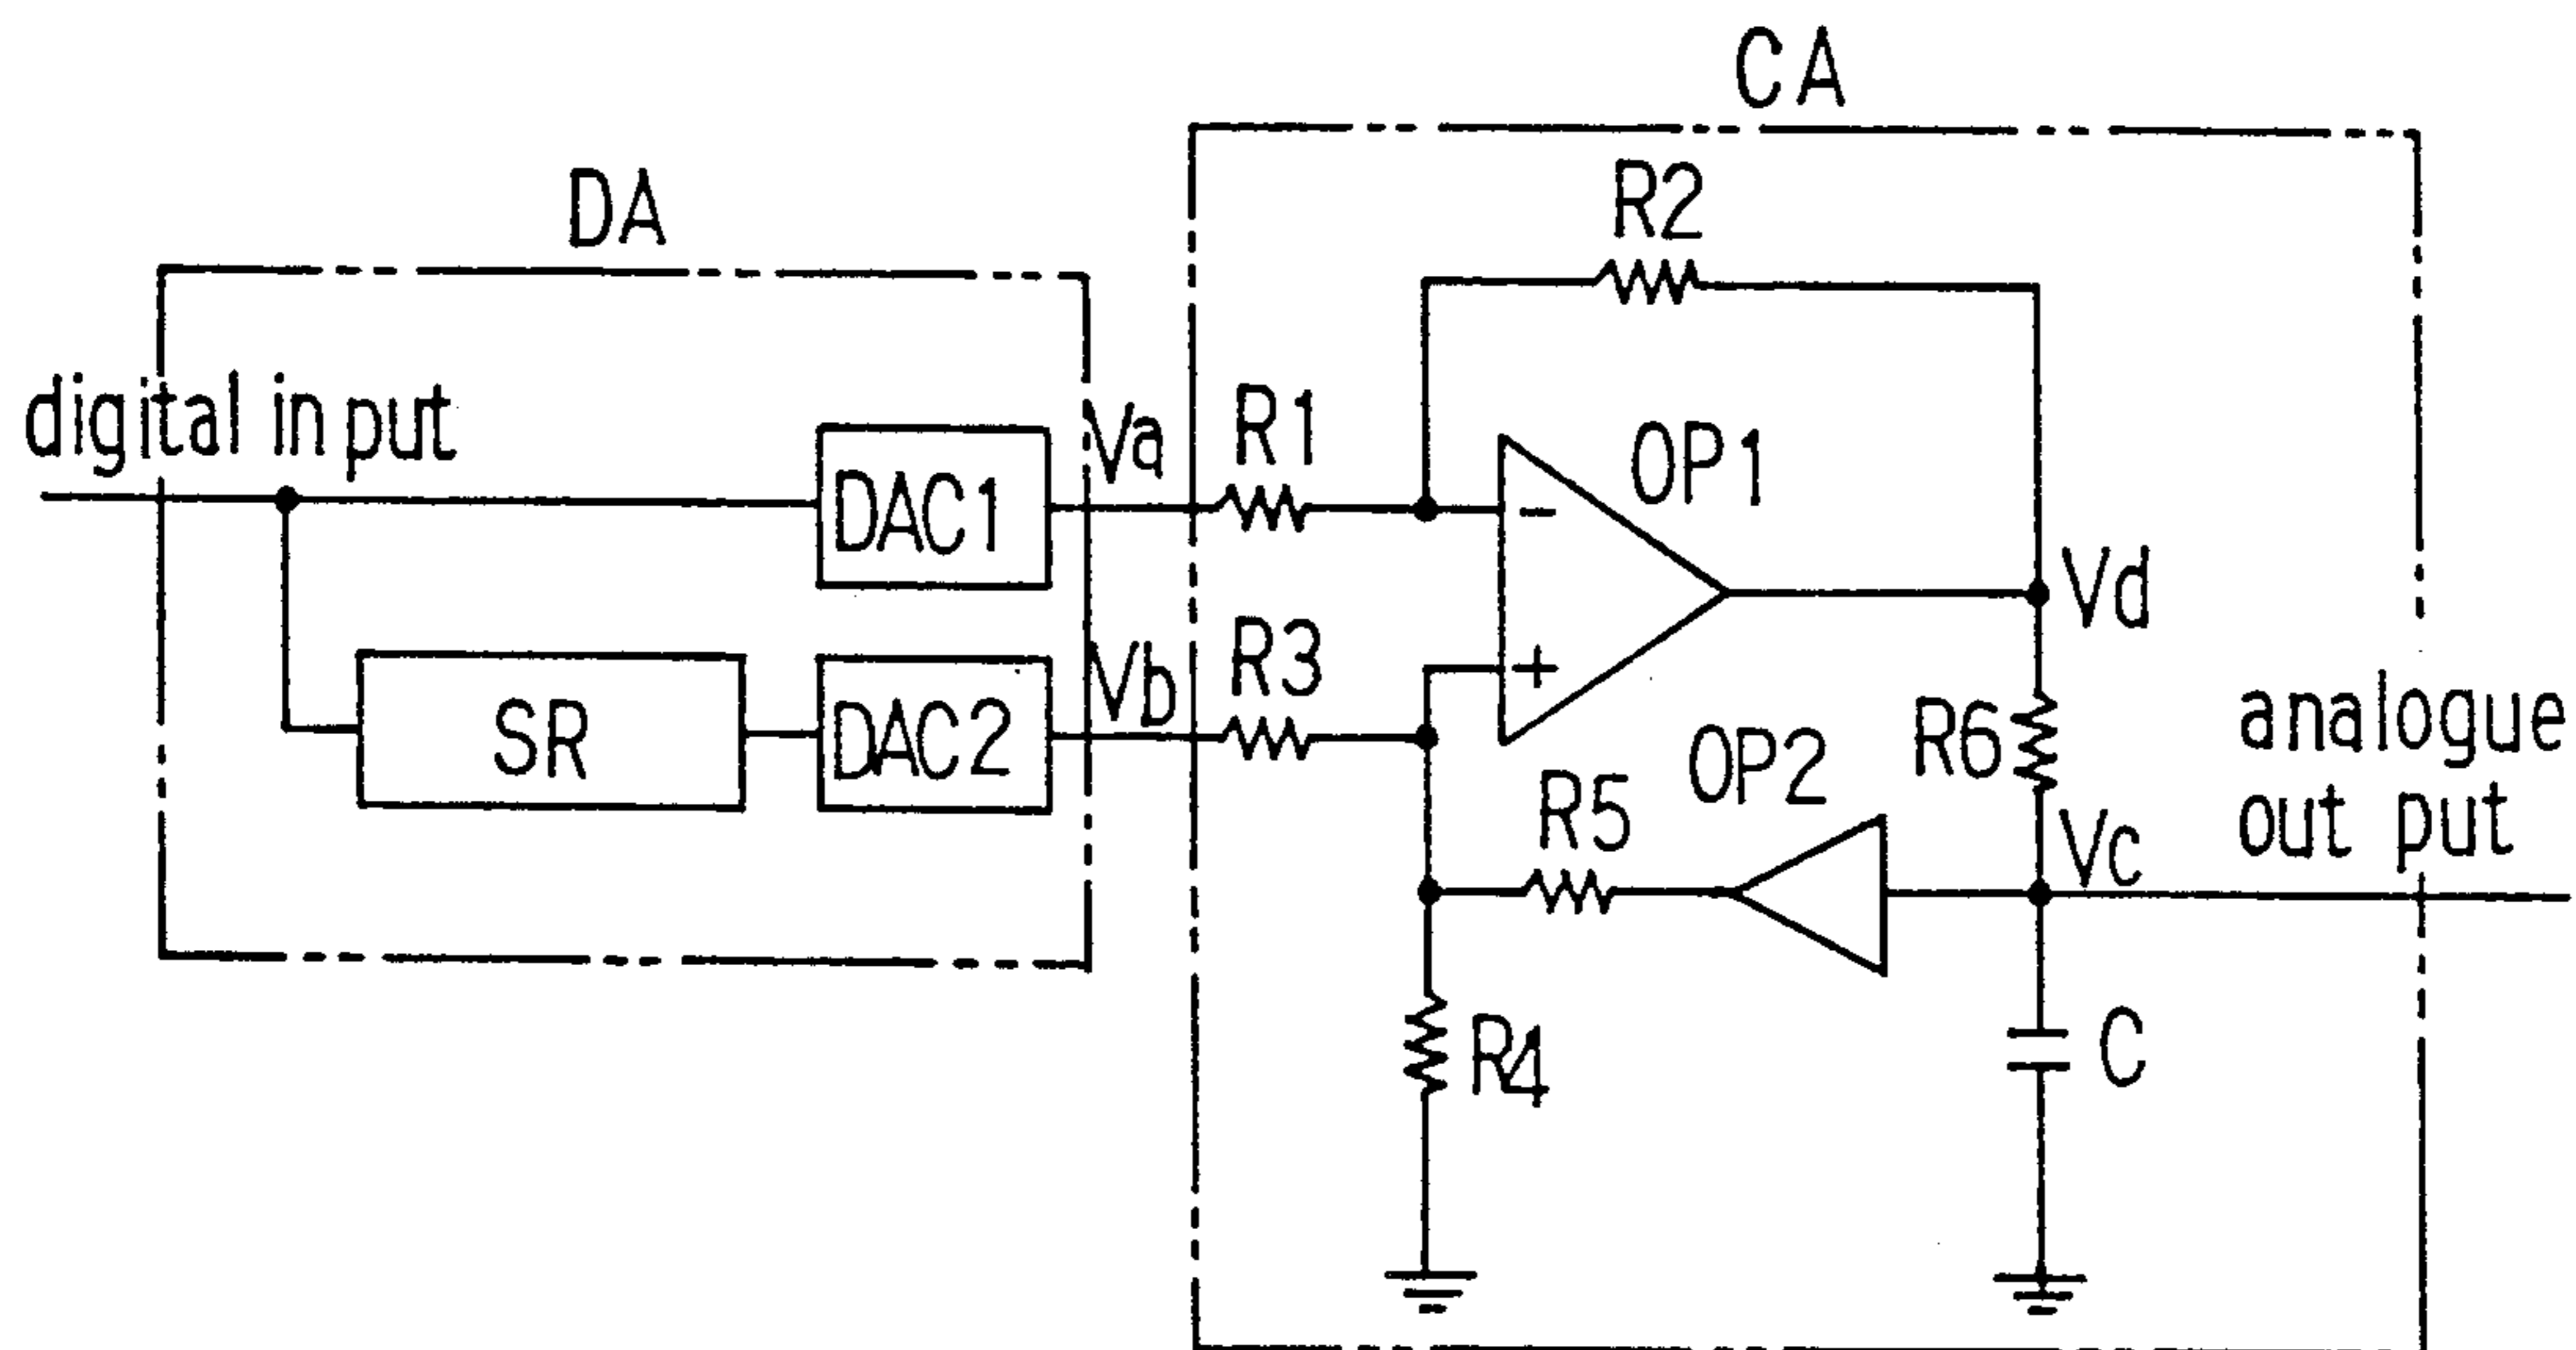 CA
DA
R2
digital in put
Va
R1
OP1
DAC1
-
Vd
Vb
R3
+
SR
DAC2
OP2
R6
analogue
out put
R5
Vc
R4
C